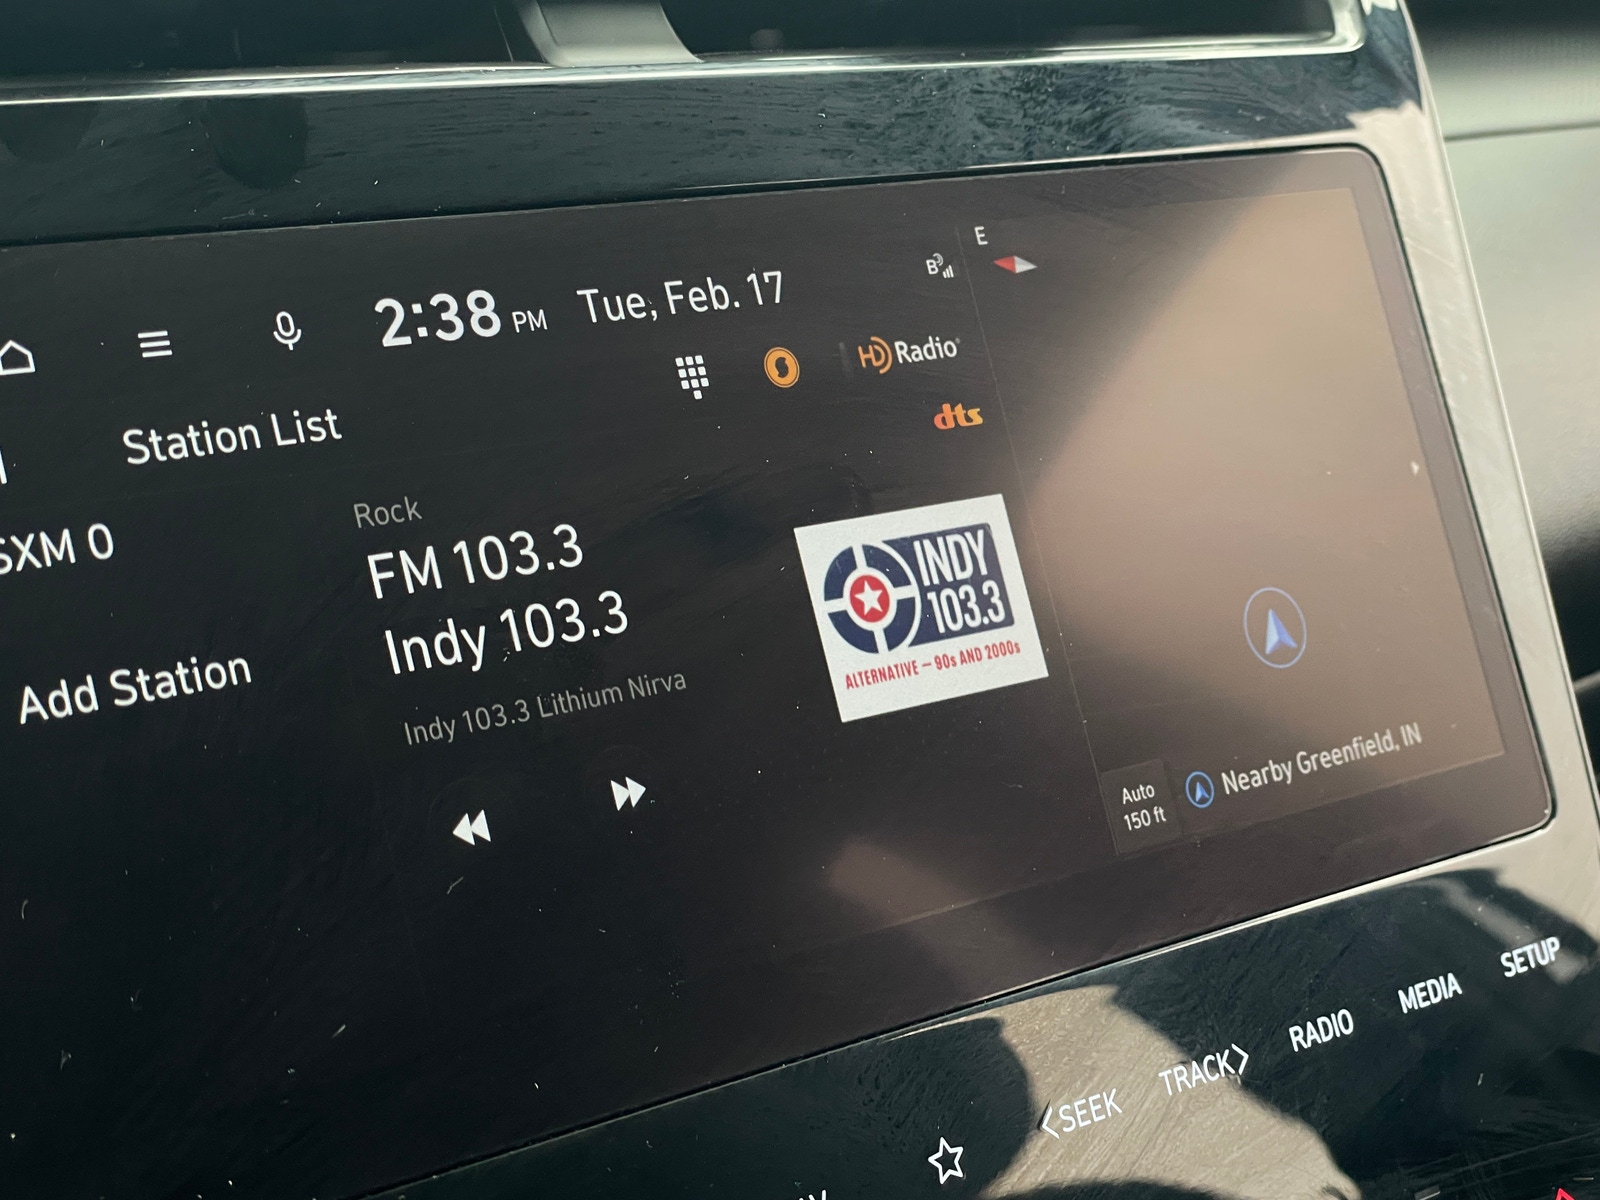 2:38 PM Tue, Feb. 17
B
E
HD Radio
dts
Station List
SXM 0
Add Station
Rock
FM 103.3
Indy 103.3
Indy 103.3 Lithium Nirva
INDY
103.3
ALTERNATIVE – 90s AND 2000s
Auto
150 ft
Nearby Greenfield, IN
<SEEK
TRACK>
RADIO
MEDIA
SETUP